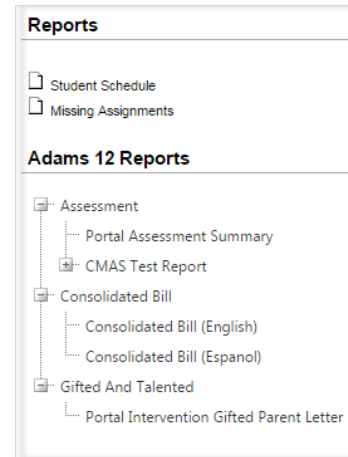 Reports
Student Schedule
Missing Assignments
Adams 12 Reports
Assessment
Portal Assessment Summary
CMAS Test Report
Consolidated Bill
Consolidated Bill (English)
Consolidated Bill (Espanol)
Gifted And Talented
Portal Intervention Gifted Parent Letter